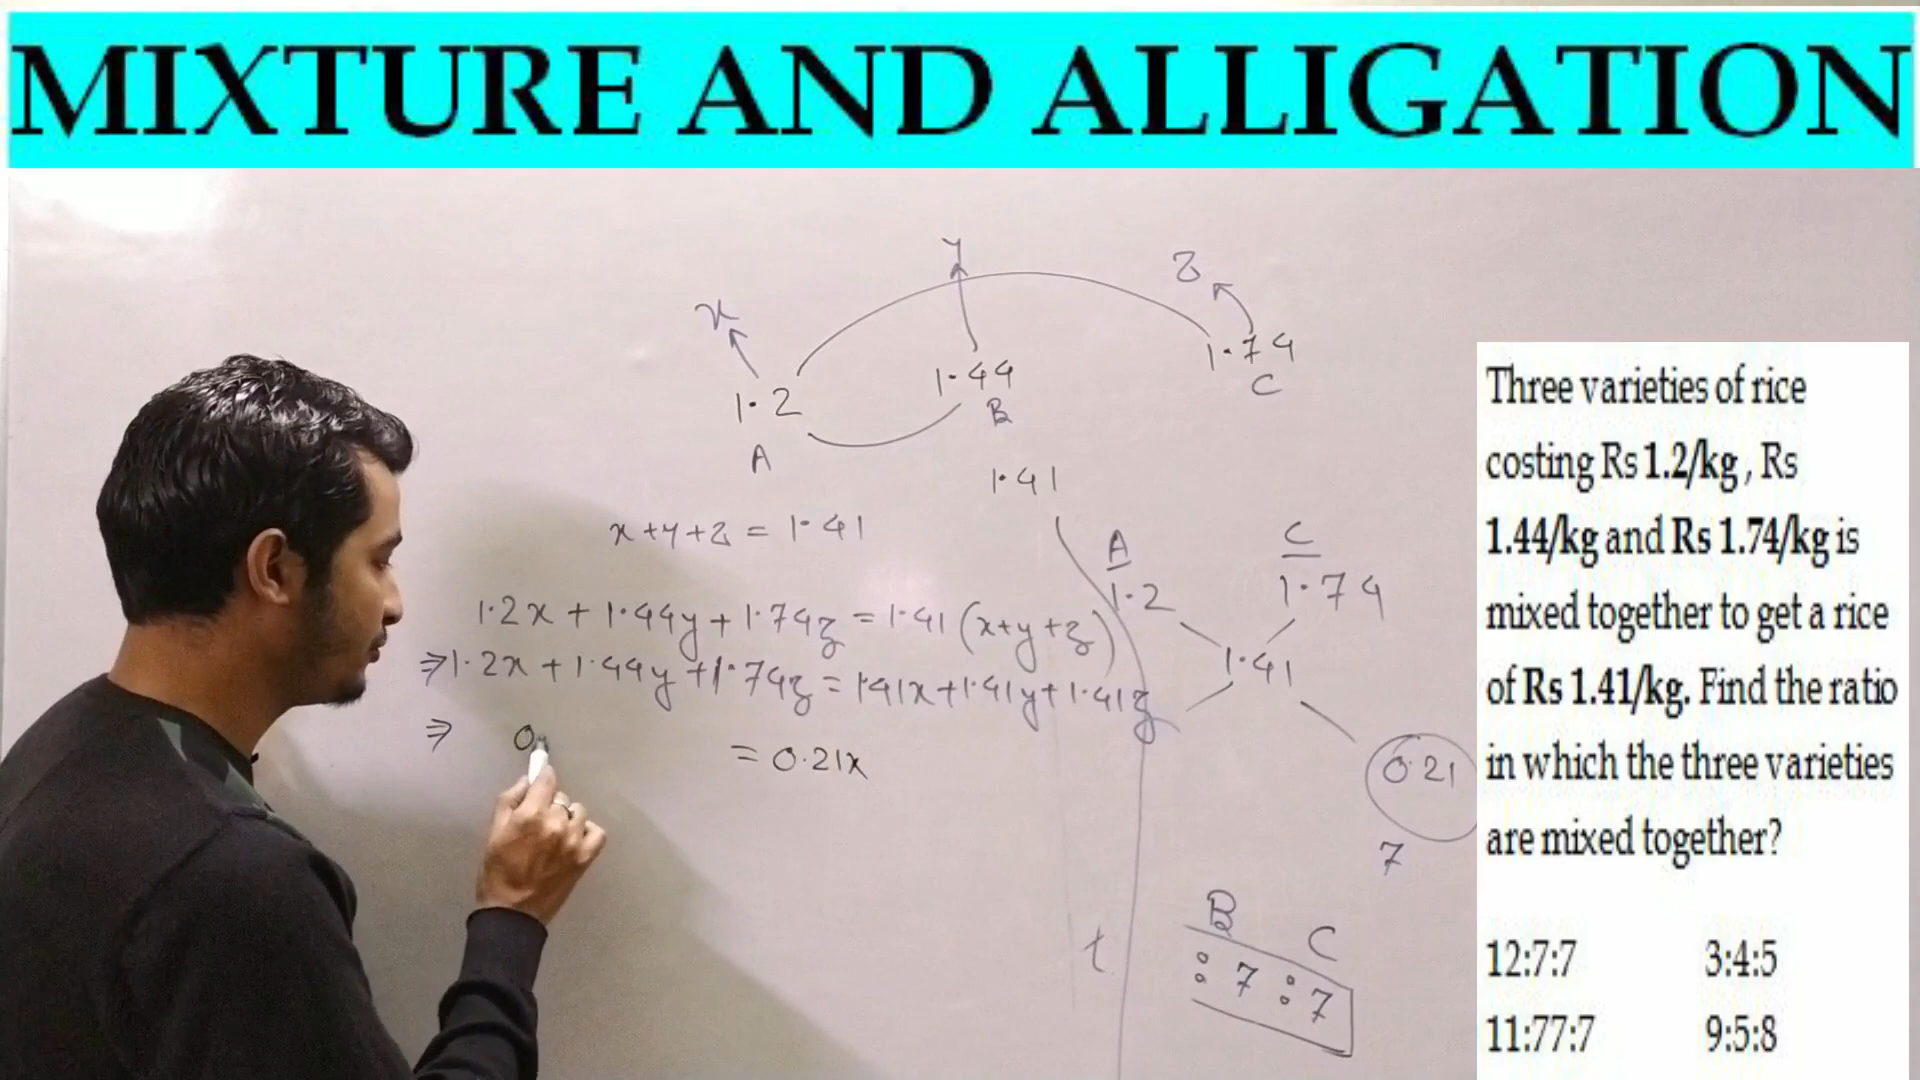 MIXTURE AND ALLIGATION
x
y
z
1.2
1.44
1.74
A
B
C
1.41
x+y+z = 1.41
1.2x + 1.44y + 1.74z = 1.41 (x+y+z)
⇒ 1.2x + 1.44y + 1.74z = 1.41x + 1.41y + 1.41z
⇒ 0. = 0.21x
A
C
1.2
1.74
1.41
0.21
7
B
C
: 7 : 7
Three varieties of rice
costing Rs 1.2/kg , Rs
1.44/kg and Rs 1.74/kg is
mixed together to get a rice
of Rs 1.41/kg. Find the ratio
in which the three varieties
are mixed together?
12:7:7 3:4:5
11:77:7 9:5:8